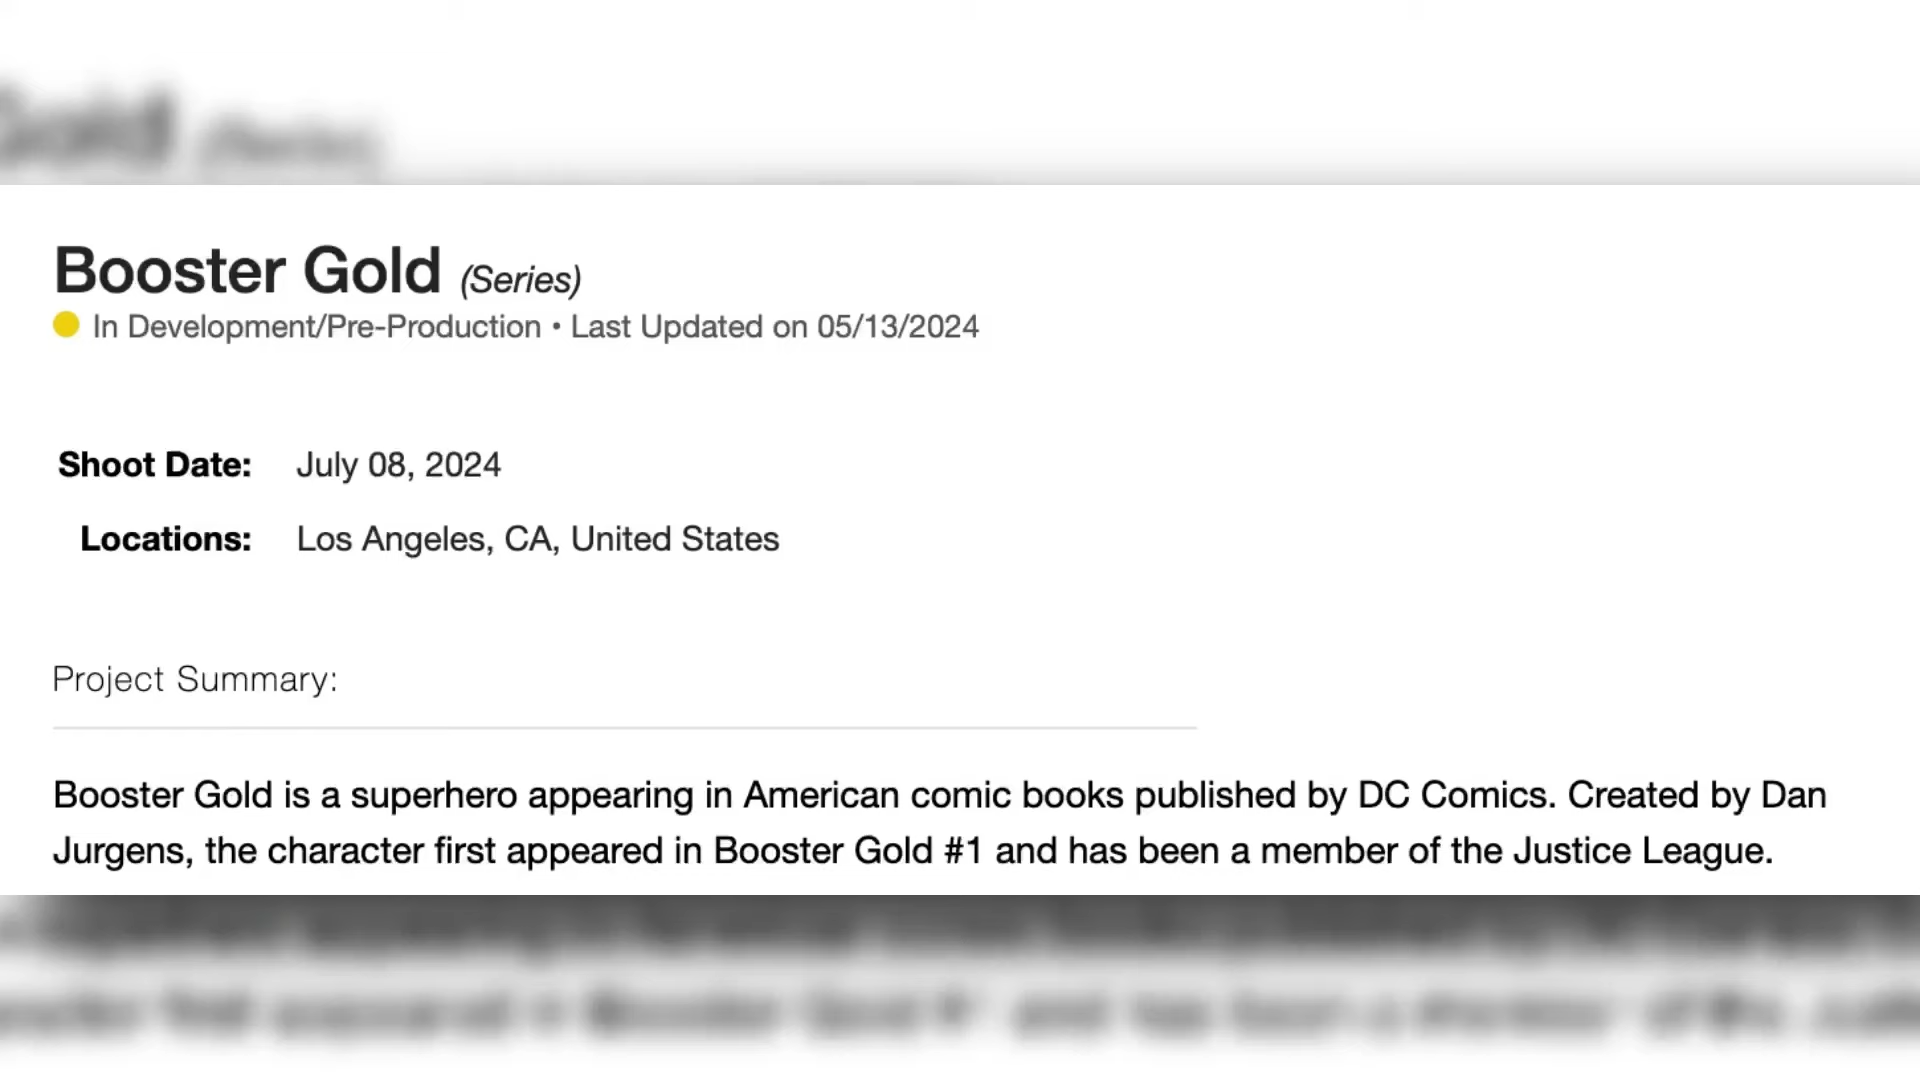 Booster Gold (Series)
In Development/Pre-Production • Last Updated on 05/13/2024
Shoot Date: July 08, 2024
Locations: Los Angeles, CA, United States
Project Summary:
Booster Gold is a superhero appearing in American comic books published by DC Comics. Created by Dan
Jurgens, the character first appeared in Booster Gold #1 and has been a member of the Justice League.